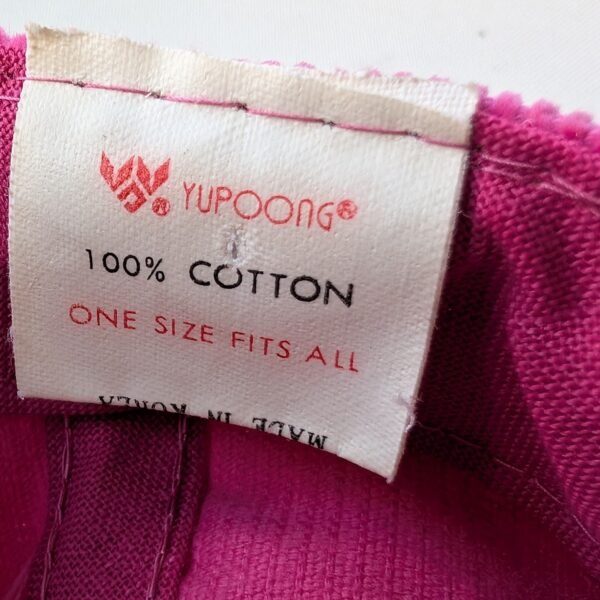 YUPOONG®
100% COTTON
ONE SIZE FITS ALL
MADE IN KOREA